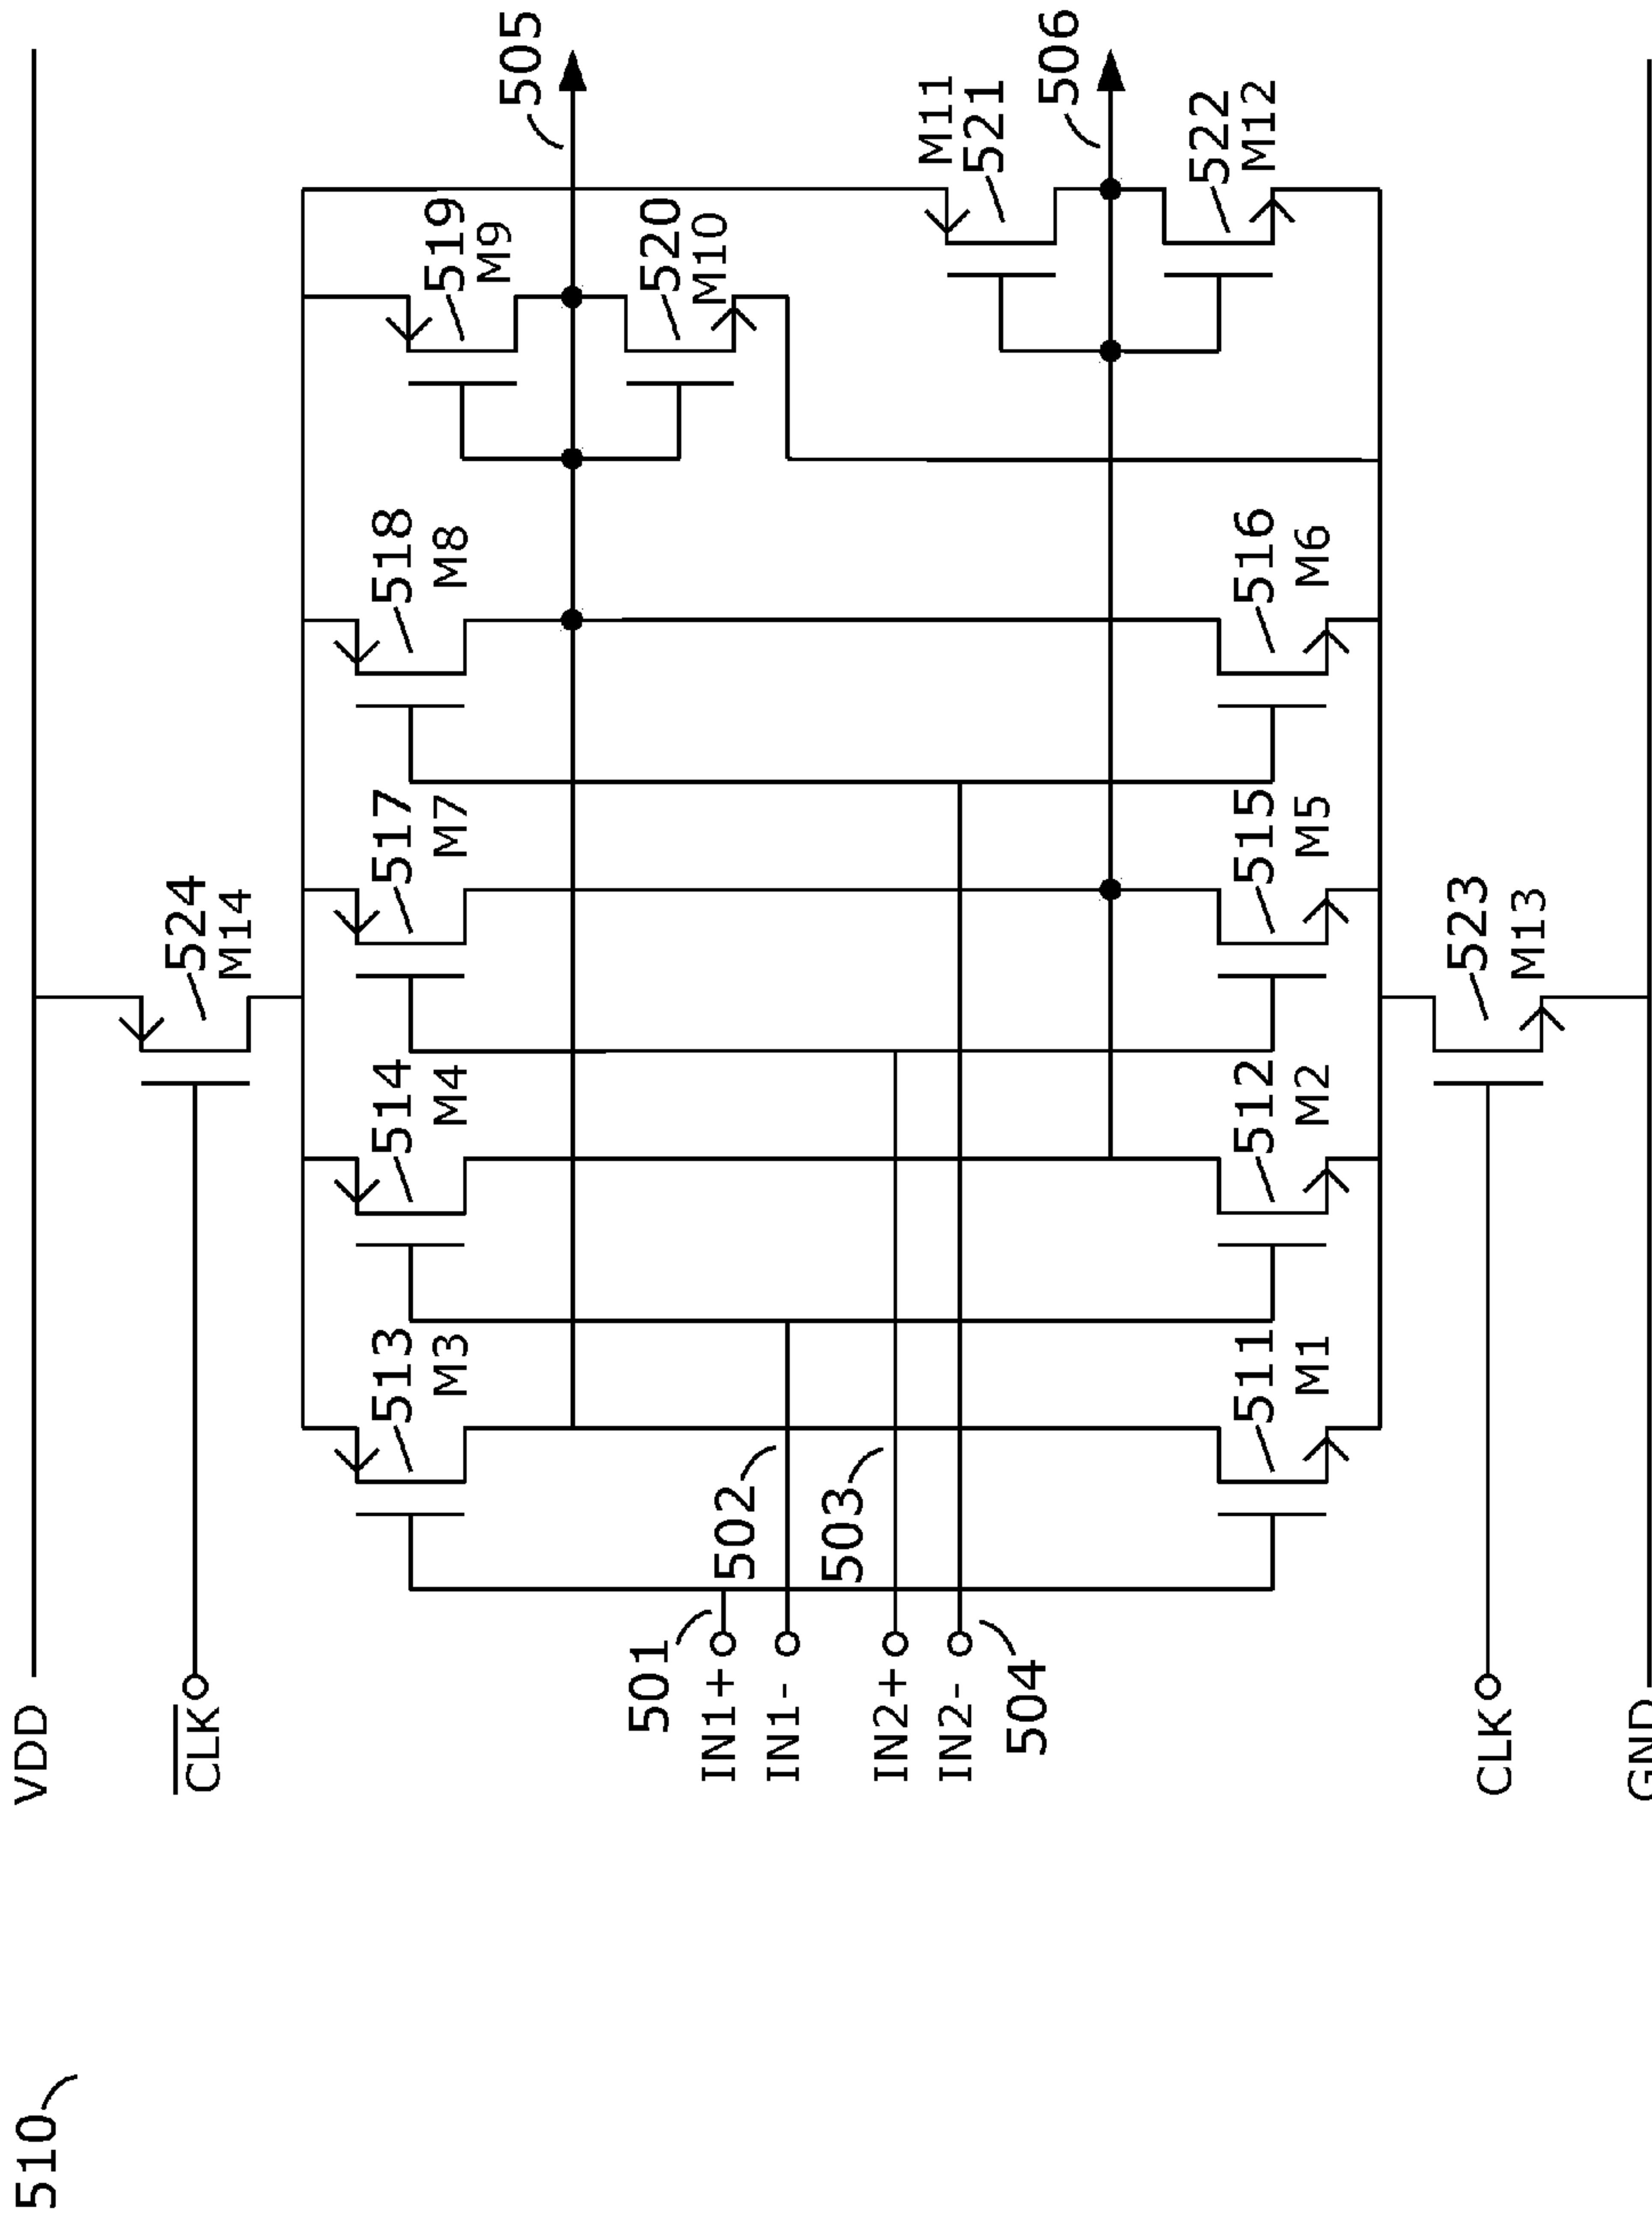 510
VDD
C̅L̅K̅
524
M14
513
M3
514
M4
517
M7
518
M8
519
M9
520
M10
505
M11
521
506
522
M12
501
IN1+
IN1-
502
IN2+
503
IN2-
504
511
M1
512
M2
515
M5
516
M6
CLK
523
M13
GND